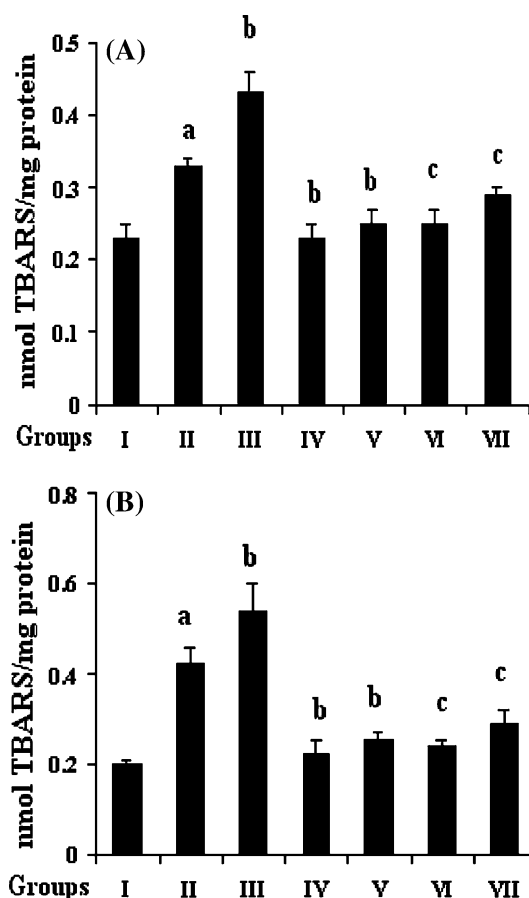 (A)
nmol TBARS/mg protein
0.5
0.4
0.3
0.2
0.1
0
a
b
b
b
c
c
Groups I II III IV V VI VII
(B)
nmol TBARS/mg protein
0.8
0.6
0.4
0.2
0
a
b
b
b
c
c
Groups I II III IV V VI VII